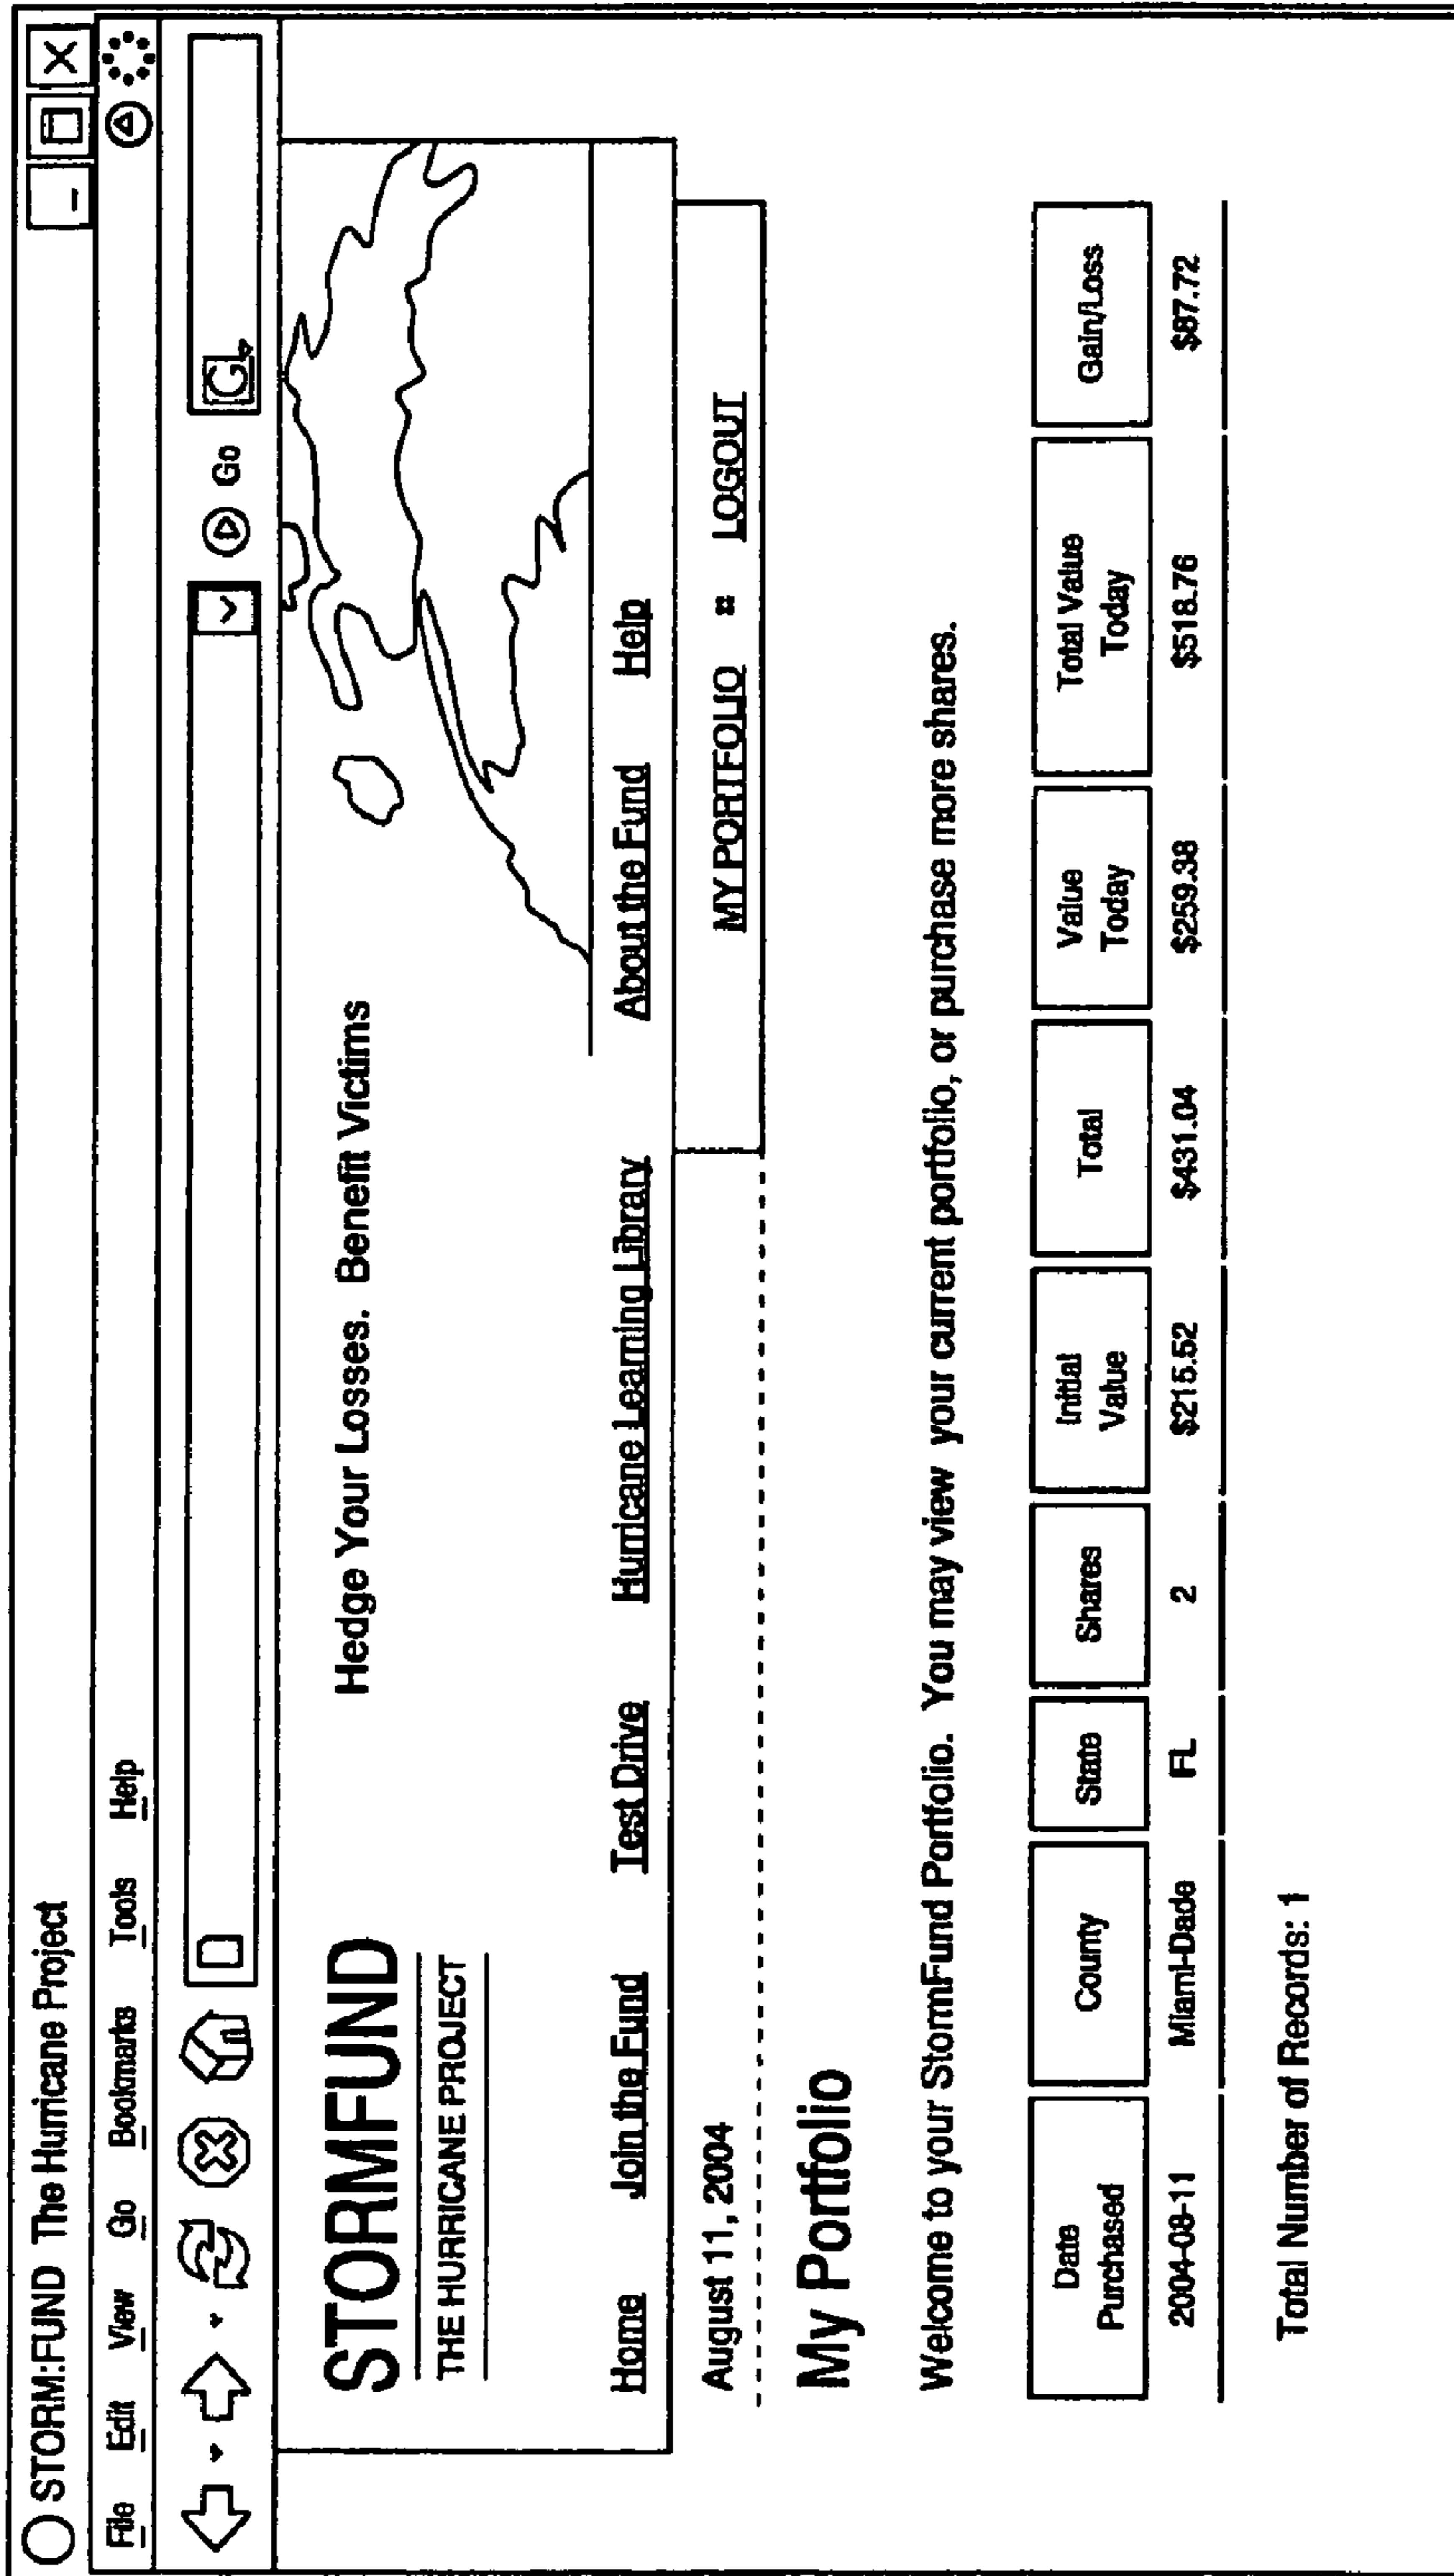 STORM:FUND The Hurricane Project
File Edit View Go Bookmarks Tools Help
Go G
STORMFUND
THE HURRICANE PROJECT
Hedge Your Losses. Benefit Victims
Home Join the Fund Test Drive Hurricane Learning Library About the Fund Help
August 11, 2004
MY PORTFOLIO :: LOGOUT
My Portfolio
Welcome to your StormFund Portfolio. You may view your current portfolio, or purchase more shares.
Date Purchased County State Shares Initial Value Total Value Today Total Value Today Gain/Loss
2004-08-11 Miami-Dade FL 2 $215.52 $431.04 $259.38 $518.76 $87.72
Total Number of Records: 1